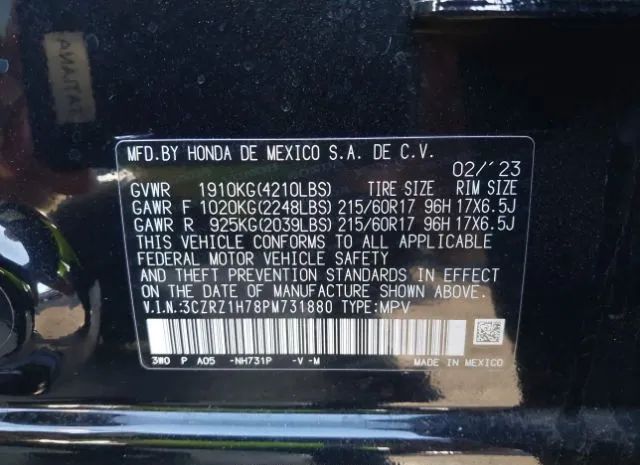 MFD.BY HONDA DE MEXICO S.A. DE C.V.
02/'23
GVWR 1910KG(4210LBS) TIRE SIZE RIM SIZE
GAWR F 1020KG(2248LBS) 215/60R17 96H 17X6.5J
GAWR R 925KG(2039LBS) 215/60R17 96H 17X6.5J
THIS VEHICLE CONFORMS TO ALL APPLICABLE
FEDERAL MOTOR VEHICLE SAFETY
AND THEFT PREVENTION STANDARDS IN EFFECT
ON THE DATE OF MANUFACTURE SHOWN ABOVE.
V.I.N.:3CZRZ1H78PM731880 TYPE:MPV
3W0 P A05 -NH731P -V -M MADE IN MEXICO